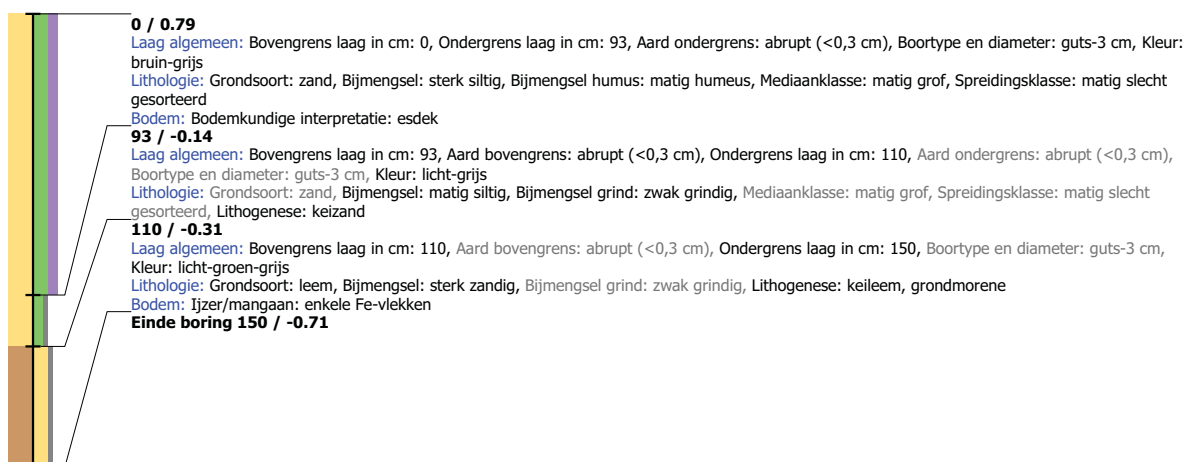 0 / 0.79
Laag algemeen: Bovengrens laag in cm: 0, Ondergrens laag in cm: 93, Aard ondergrens: abrupt (<0,3 cm), Boortype en diameter: guts-3 cm, Kleur:
bruin-grijs
Lithologie: Grondsoort: zand, Bijmengsel: sterk siltig, Bijmengsel humus: matig humeus, Mediaanklasse: matig grof, Spreidingsklasse: matig slecht
gesorteerd
Bodem: Bodemkundige interpretatie: esdek
93 / -0.14
Laag algemeen: Bovengrens laag in cm: 93, Aard bovengrens: abrupt (<0,3 cm), Ondergrens laag in cm: 110, Aard ondergrens: abrupt (<0,3 cm),
Boortype en diameter: guts-3 cm, Kleur: licht-grijs
Lithologie: Grondsoort: zand, Bijmengsel: matig siltig, Bijmengsel grind: zwak grindig, Mediaanklasse: matig grof, Spreidingsklasse: matig slecht
gesorteerd, Lithogenese: keizand
110 / -0.31
Laag algemeen: Bovengrens laag in cm: 110, Aard bovengrens: abrupt (<0,3 cm), Ondergrens laag in cm: 150, Boortype en diameter: guts-3 cm,
Kleur: licht-groen-grijs
Lithologie: Grondsoort: leem, Bijmengsel: sterk zandig, Bijmengsel grind: zwak grindig, Lithogenese: keileem, grondmorene
Bodem: Ijzer/mangaan: enkele Fe-vlekken
Einde boring 150 / -0.71